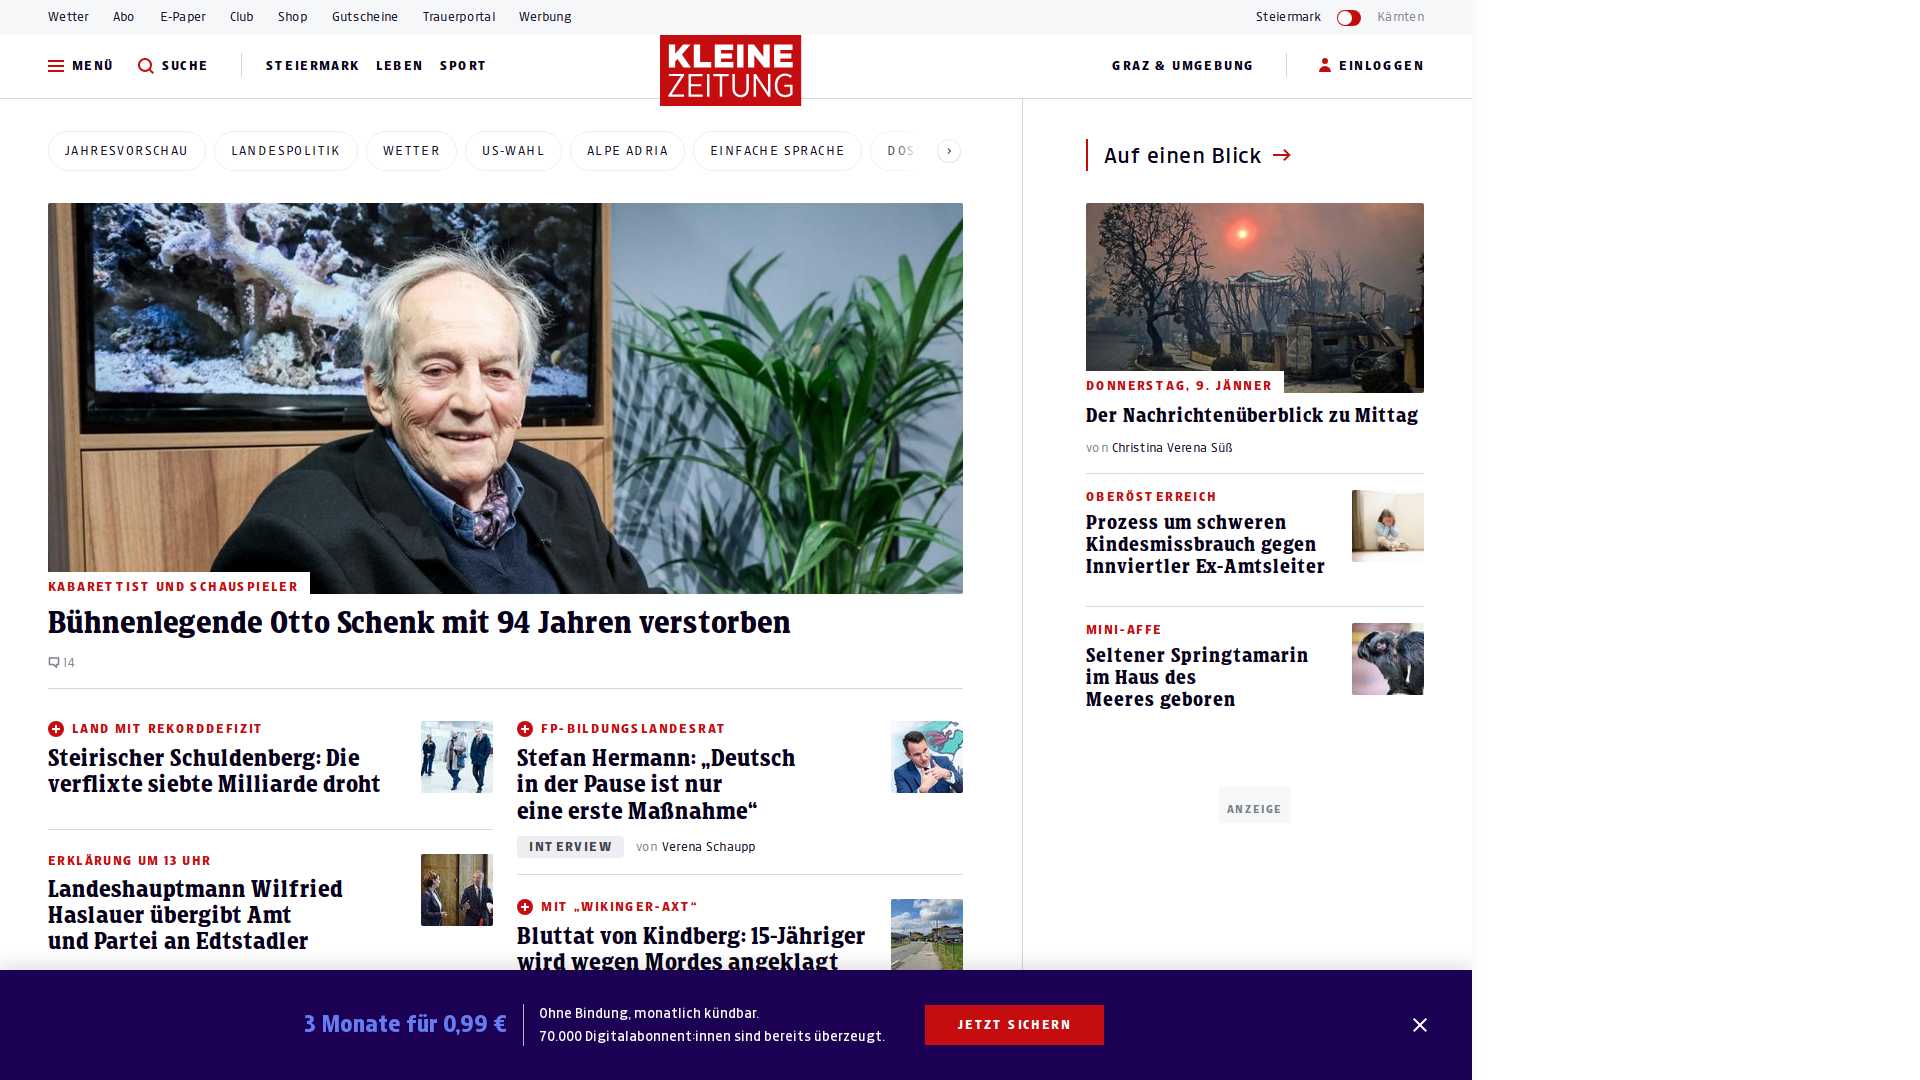 Wetter Abo E-Paper Club Shop Gutscheine Trauerportal Werbung
Steiermark Kärnten
MENÜ SUCHE STEIERMARK LEBEN SPORT
KLEINE
ZEITUNG
GRAZ & UMGEBUNG EINLOGGEN
JAHRESVORSCHAU LANDESPOLITIK WETTER US-WAHL ALPE ADRIA EINFACHE SPRACHE DOS
KABARETTIST UND SCHAUSPIELER
Bühnenlegende Otto Schenk mit 94 Jahren verstorben
14
LAND MIT REKORDDEFIZIT
Steirischer Schuldenberg: Die
verflixte siebte Milliarde droht
ERKLÄRUNG UM 13 UHR
Landeshauptmann Wilfried
Haslauer übergibt Amt
und Partei an Edtstadler
FP-BILDUNGSLANDESRAT
Stefan Hermann: „Deutsch
in der Pause ist nur
eine erste Maßnahme“
INTERVIEW von Verena Schaupp
MIT „WIKINGER-AXT“
Bluttat von Kindberg: 15-Jähriger
wird wegen Mordes angeklagt
Auf einen Blick
DONNERSTAG, 9. JÄNNER
Der Nachrichtenüberblick zu Mittag
von Christina Verena Süß
OBERÖSTERREICH
Prozess um schweren
Kindesmissbrauch gegen
Innviertler Ex-Amtsleiter
MINI-AFFE
Seltener Springtamarin
im Haus des
Meeres geboren
ANZEIGE
3 Monate für 0,99 €
Ohne Bindung, monatlich kündbar.
70.000 Digitalabonnent:innen sind bereits überzeugt.
JETZT SICHERN